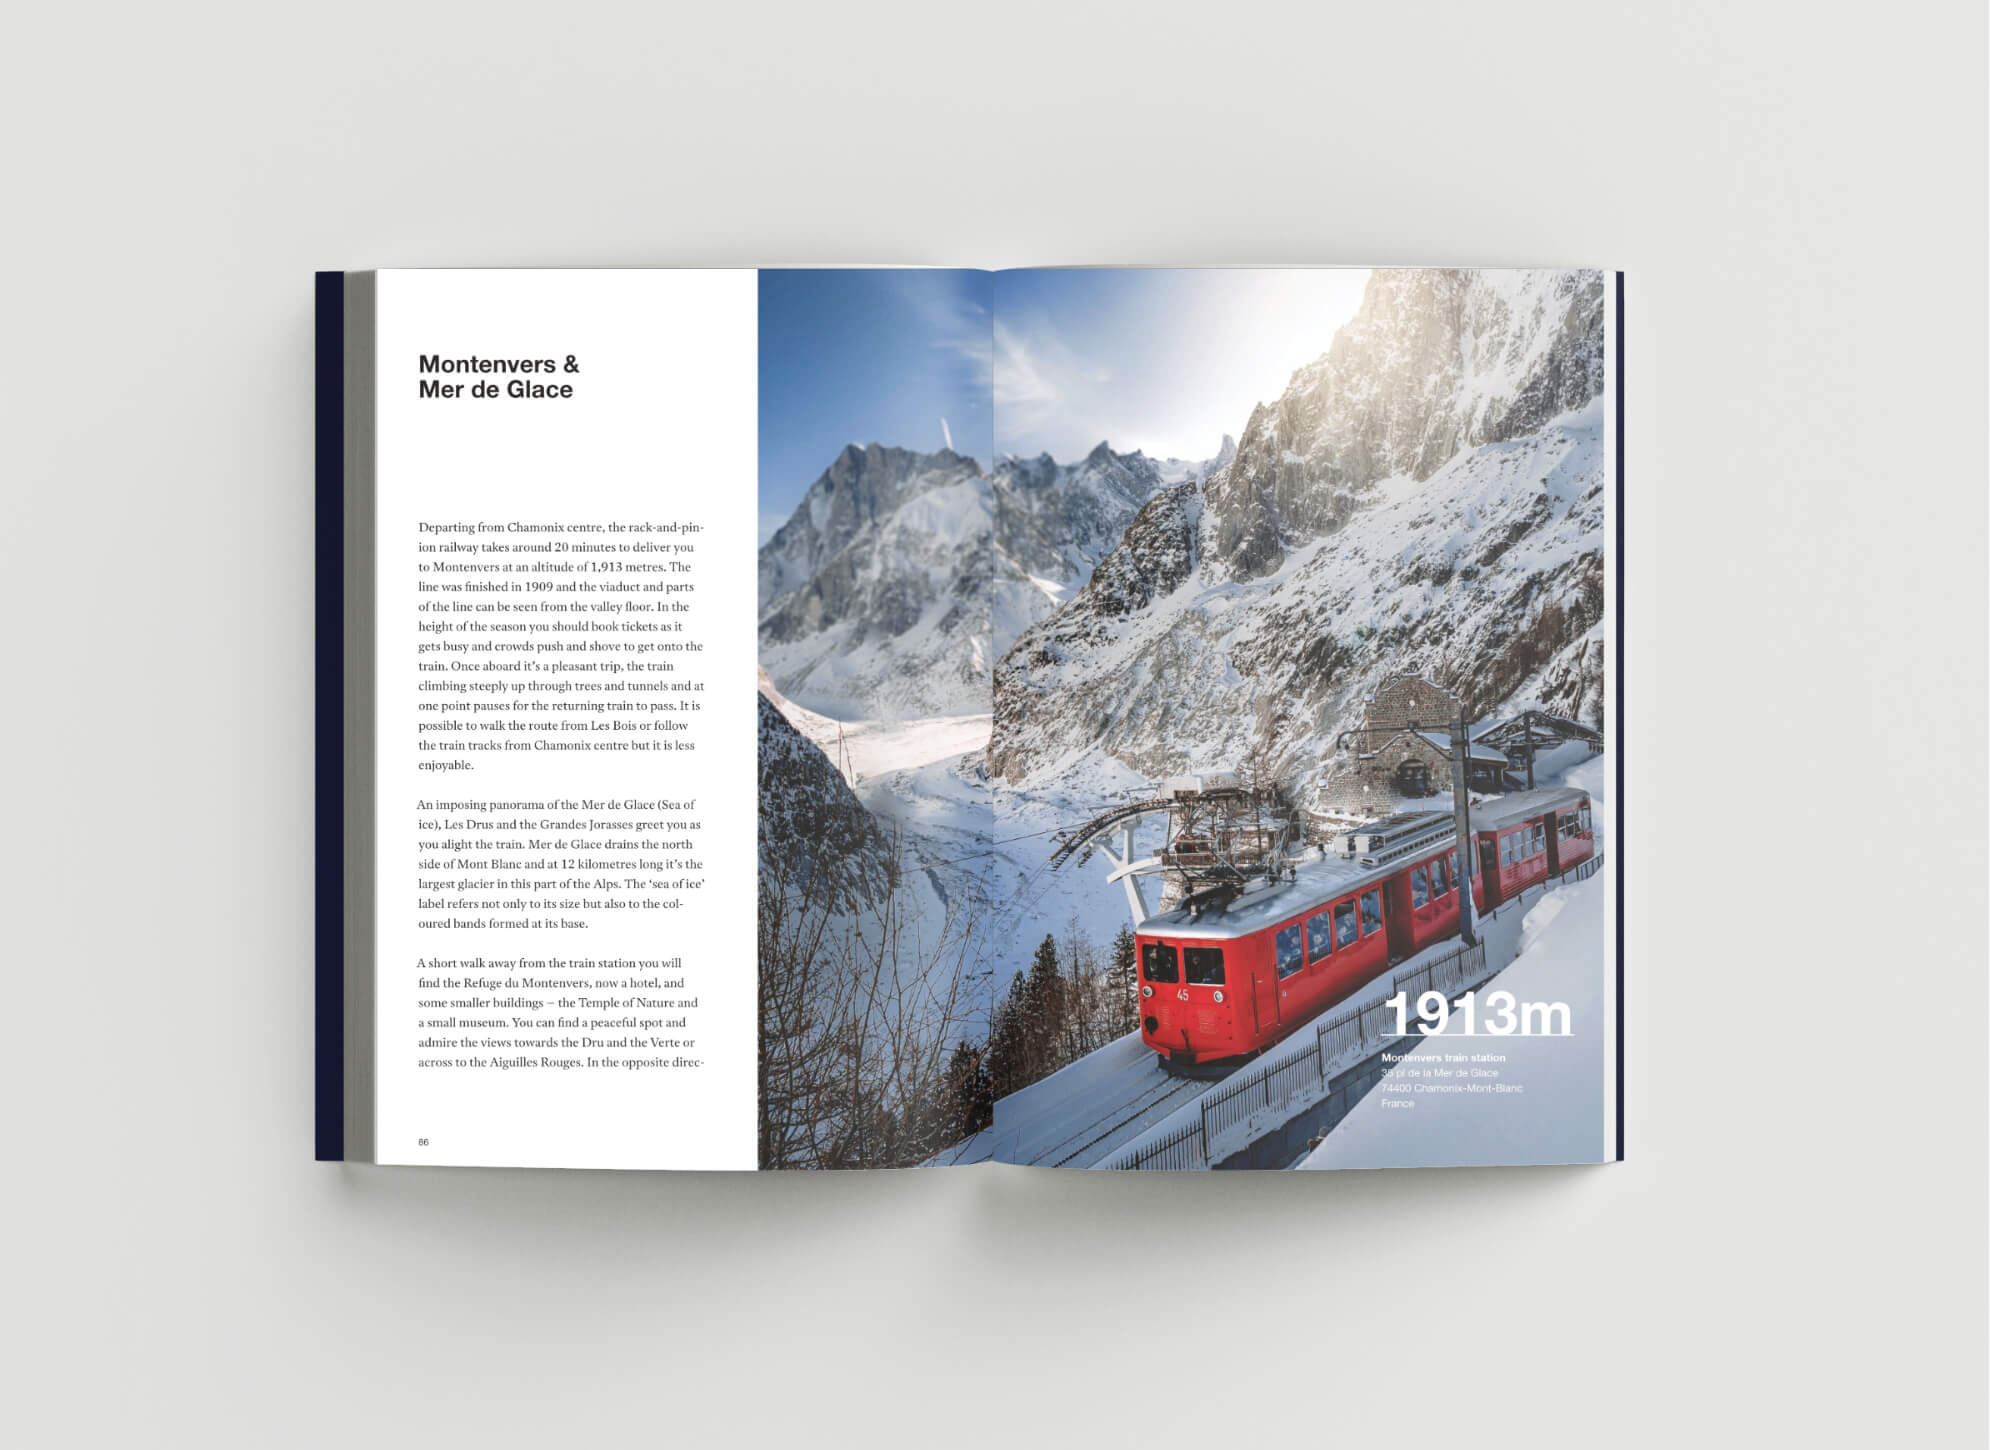 Montenvers &
Mer de Glace
Departing from Chamonix centre, the rack-and-pin-
ion railway takes around 20 minutes to deliver you
to Montenvers at an altitude of 1,913 metres. The
line was finished in 1909 and the viaduct and parts
of the line can be seen from the valley floor. In the
height of the season you should book tickets as it
gets busy and crowds push and shove to get onto the
train. Once aboard it’s a pleasant trip, the train
climbing steeply up through trees and tunnels and at
one point pauses for the returning train to pass. It is
possible to walk the route from Les Bois or follow
the train tracks from Chamonix centre but it is less
enjoyable.
An imposing panorama of the Mer de Glace (Sea of
ice), Les Drus and the Grandes Jorasses greet you as
you alight the train. Mer de Glace drains the north
side of Mont Blanc and at 12 kilometres long it’s the
largest glacier in this part of the Alps. The ‘sea of ice’
label refers not only to its size but also to the col-
oured bands formed at its base.
A short walk away from the train station you will
find the Refuge du Montenvers, now a hotel, and
some smaller buildings – the Temple of Nature and
a small museum. You can find a peaceful spot and
admire the views towards the Dru and the Verte or
across to the Aiguilles Rouges. In the opposite direc-
86
45
1913m
Montenvers train station
35 pl de la Mer de Glace
74400 Chamonix-Mont-Blanc
France